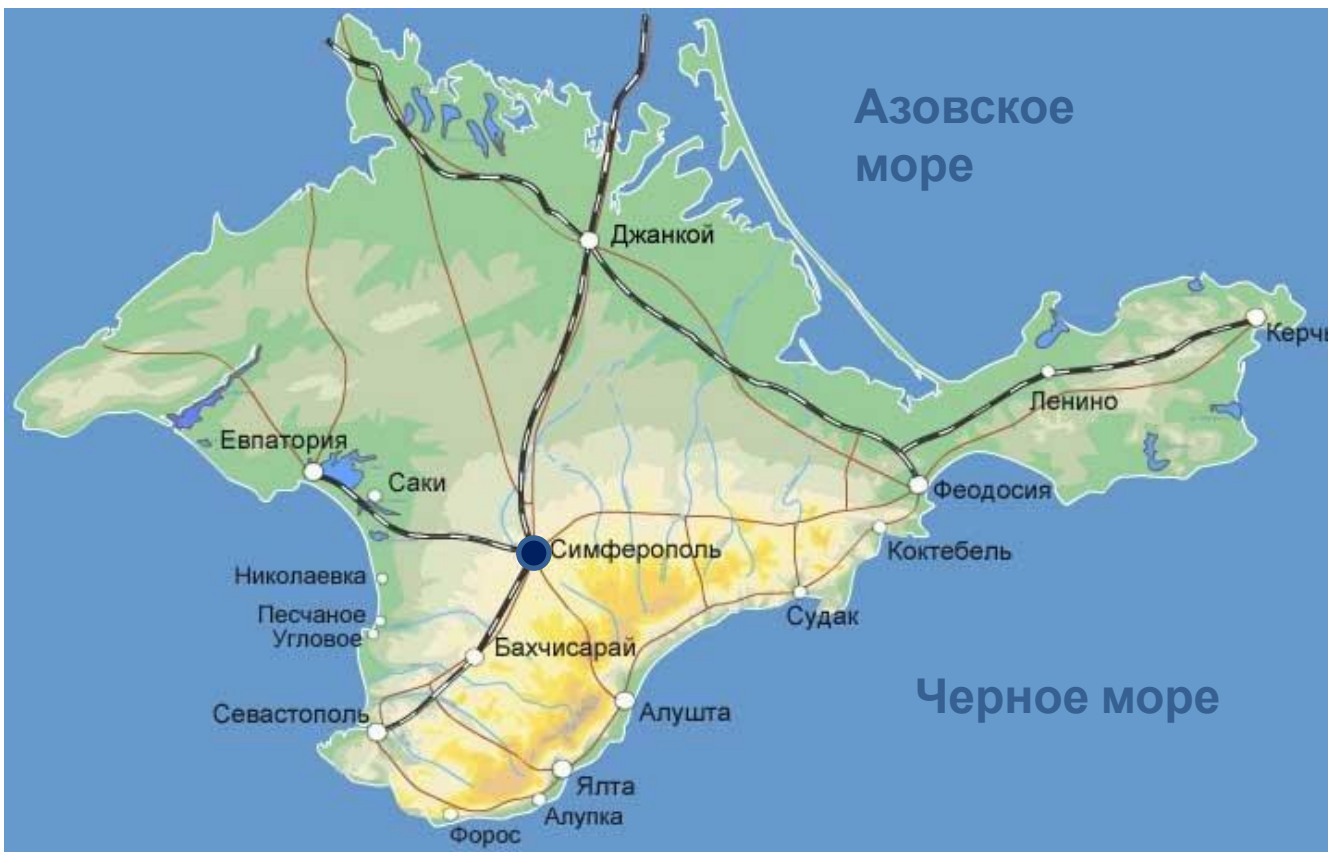 Азовское
море
Джанкой
Керчь
Ленино
Евпатория
Саки
Феодосия
Симферополь
Коктебель
Николаевка
Судак
Песчаное
Угловое
Бахчисарай
Черное море
Севастополь
Алушта
Ялта
Алупка
Форос